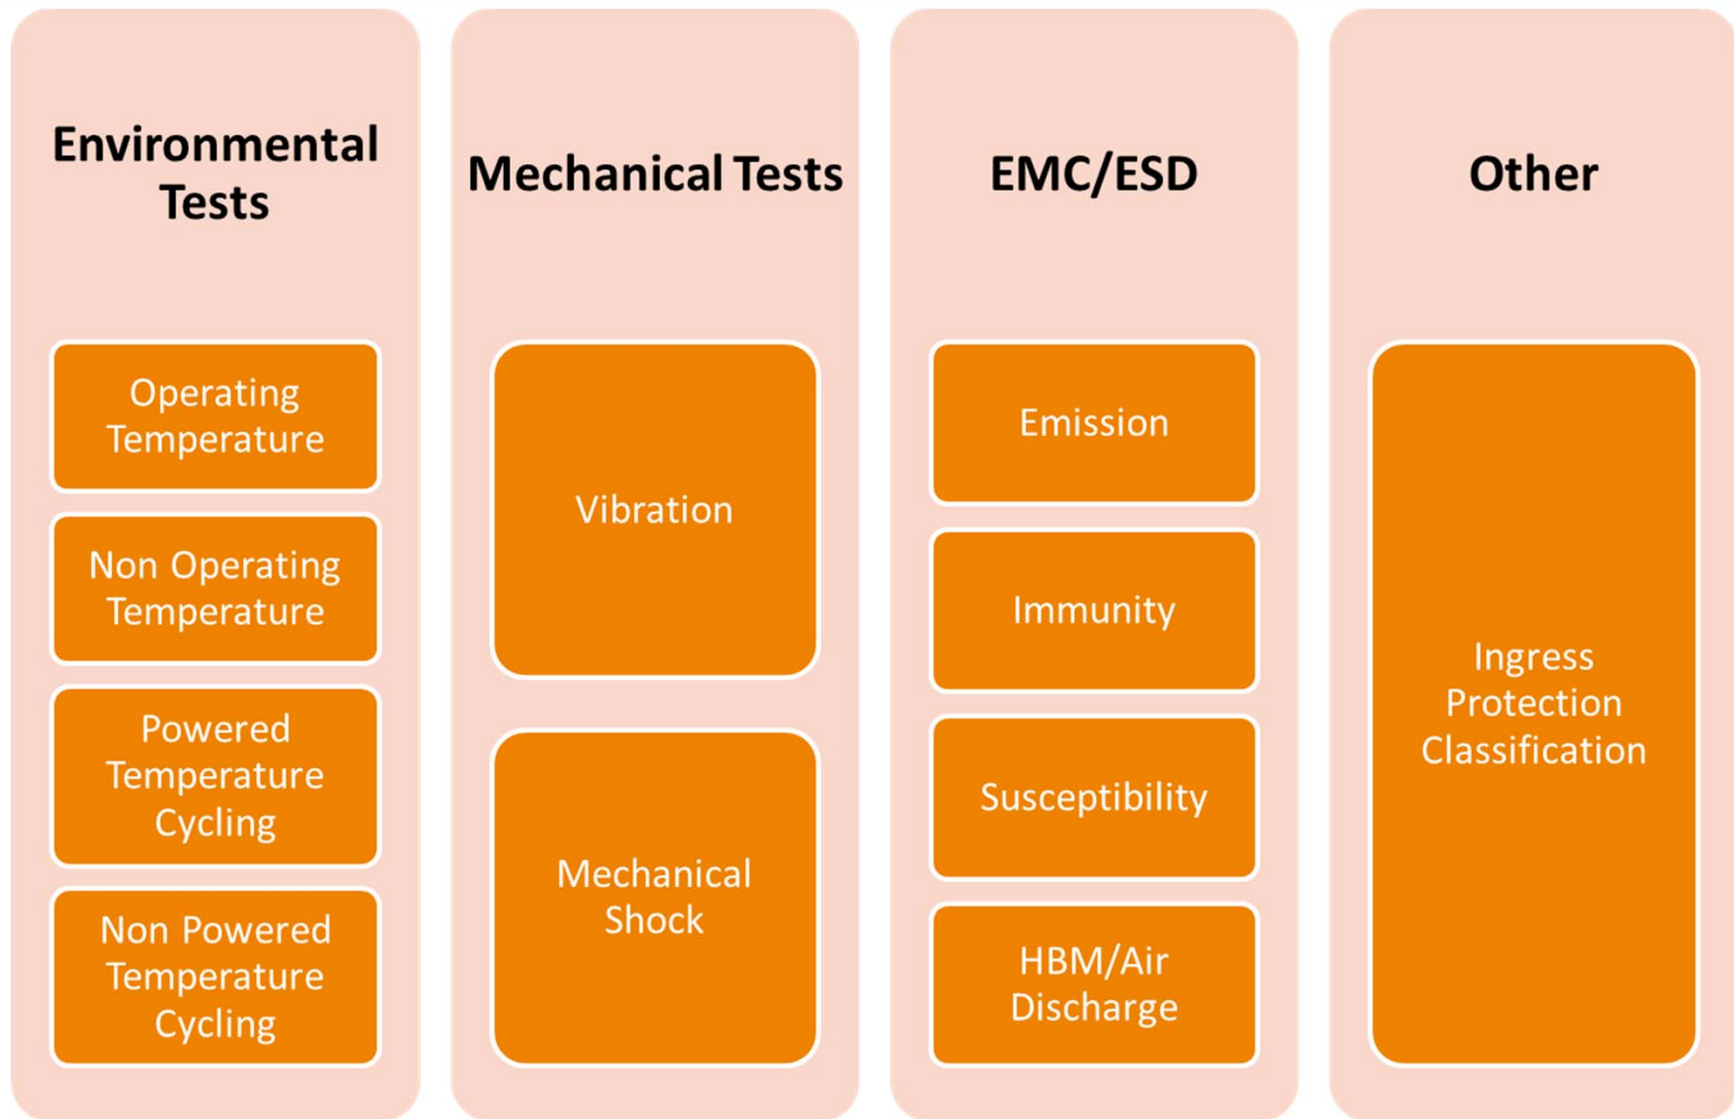 Environmental
Tests
Operating
Temperature
Non Operating
Temperature
Powered
Temperature
Cycling
Non Powered
Temperature
Cycling
Mechanical Tests
Vibration
Mechanical
Shock
EMC/ESD
Emission
Immunity
Susceptibility
HBM/Air
Discharge
Other
Ingress
Protection
Classification